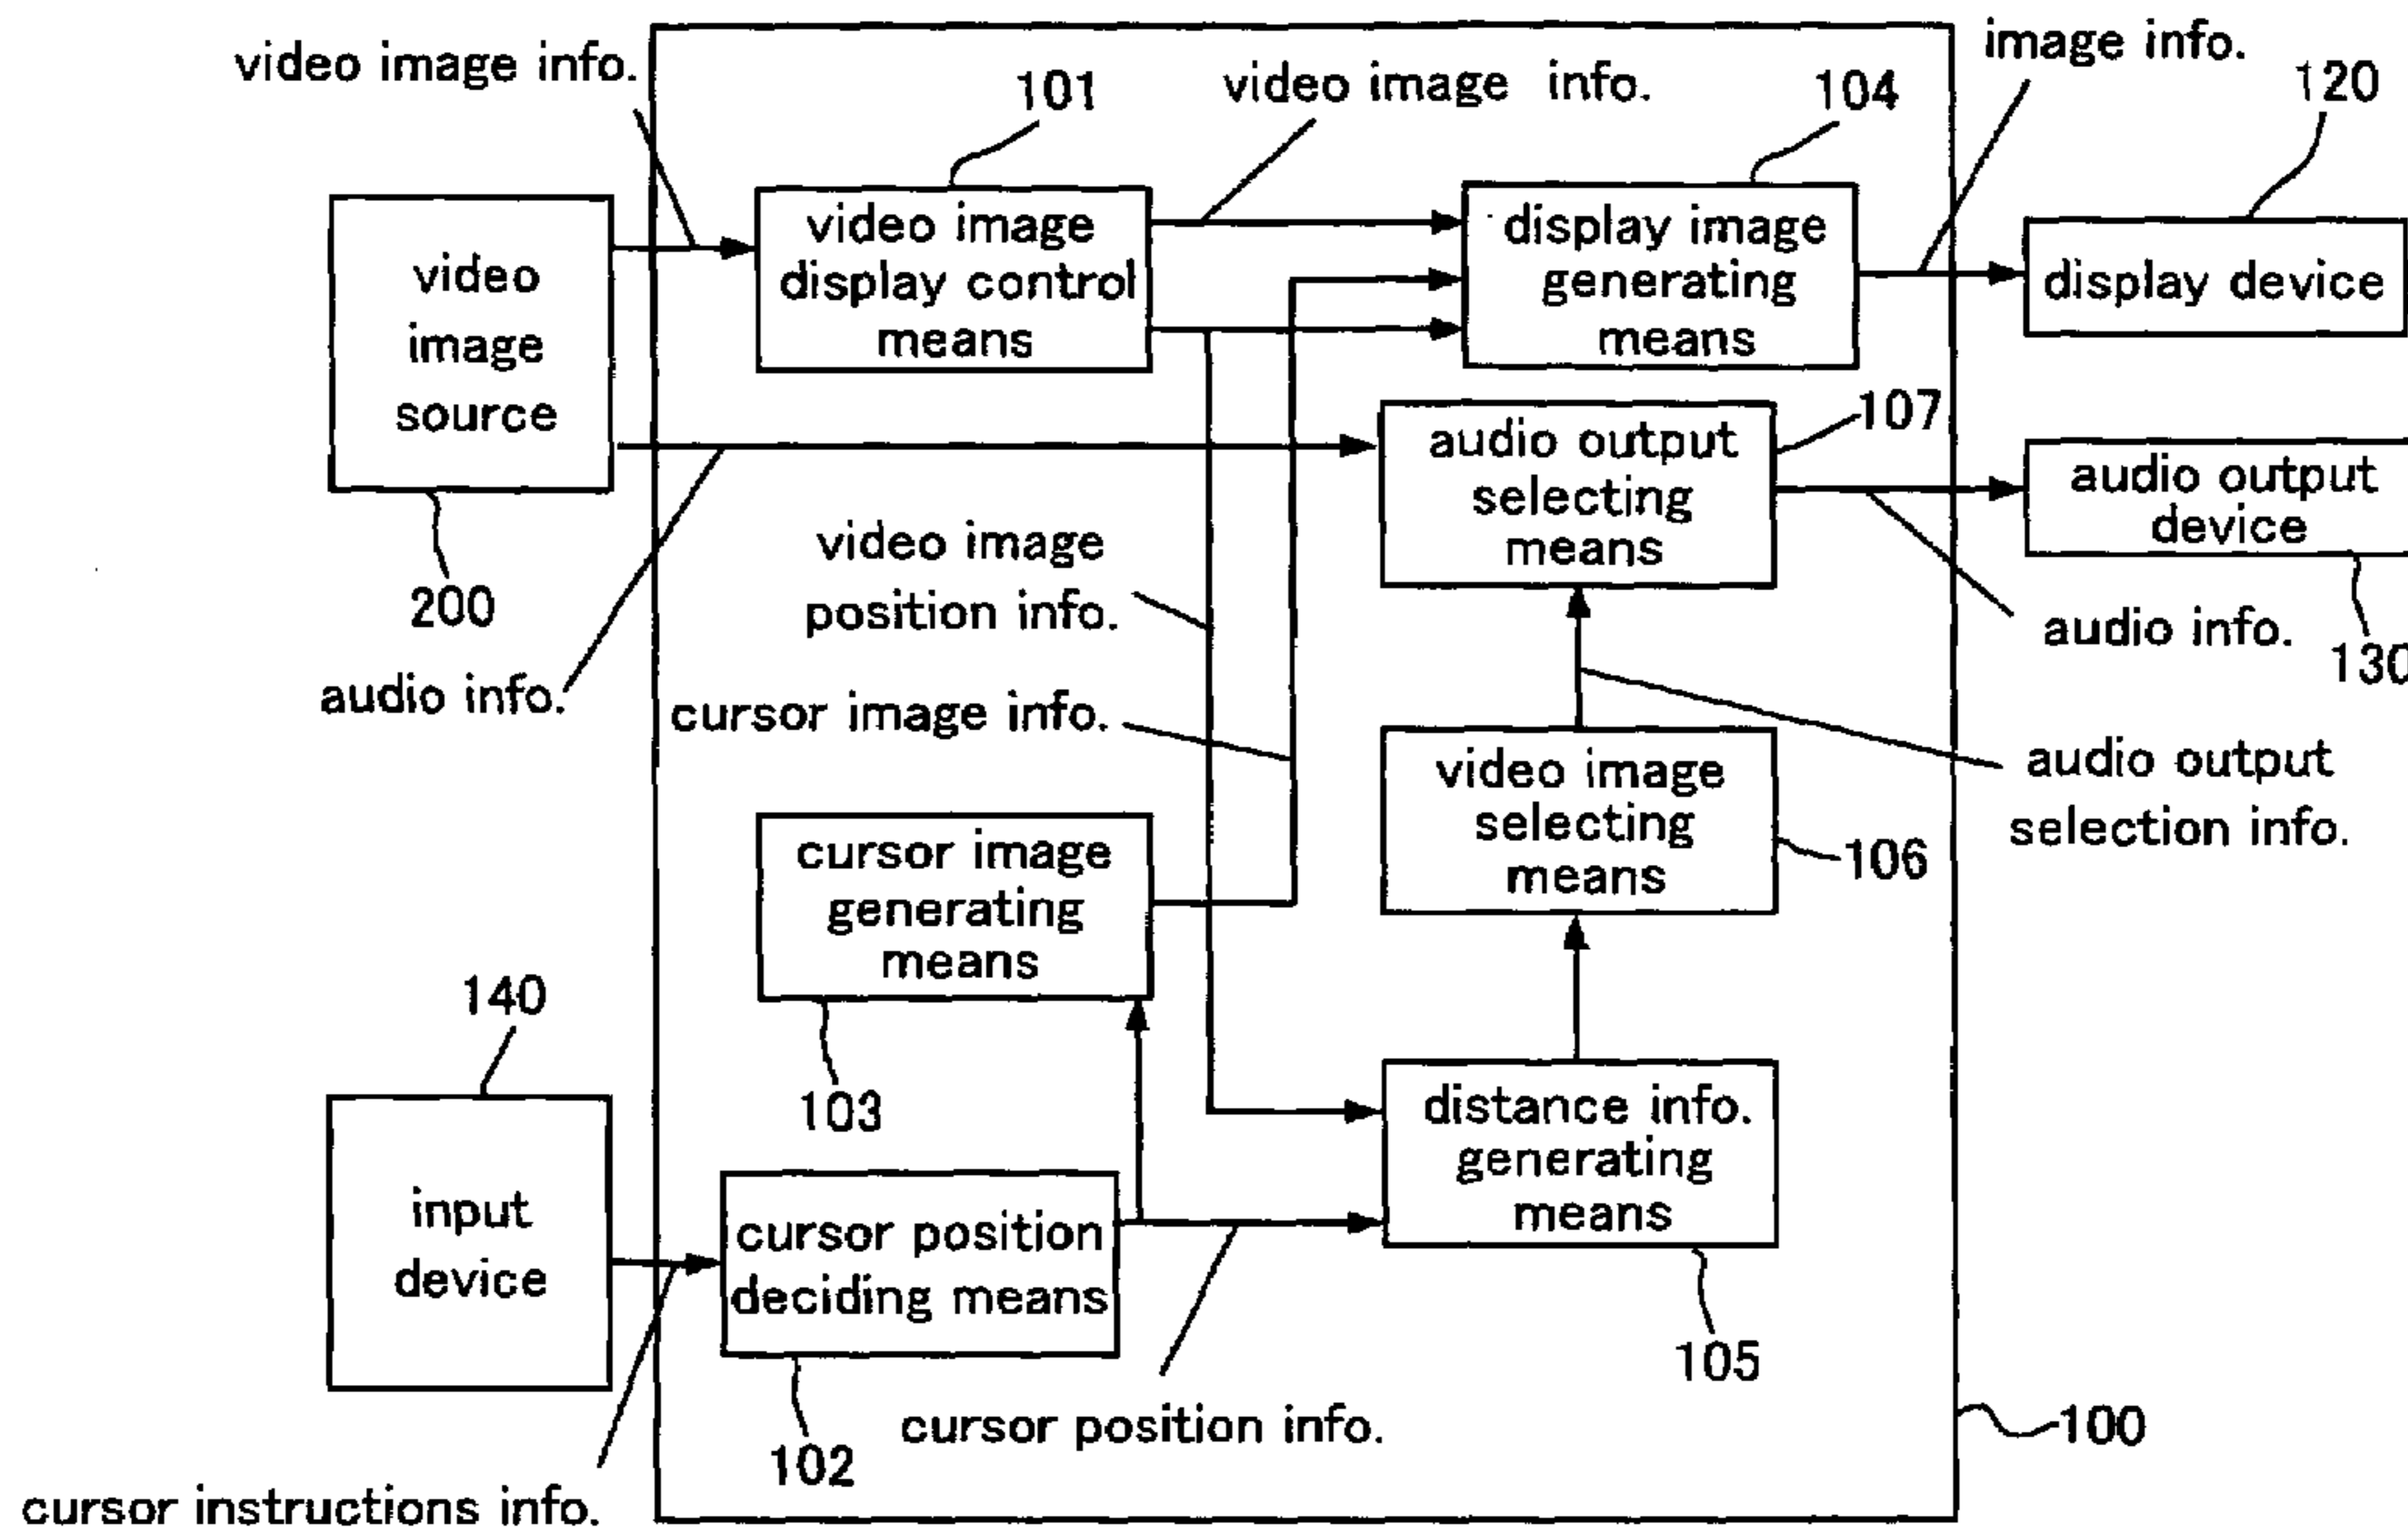 video image info.
101
video image info.
104
image info.
120
video
image
source
200
video image
display control
means
display image
generating
means
display device
107
audio output
selecting
means
audio output
device
130
audio info.
video image
position info.
audio info.
cursor image info.
video image
selecting
means
106
audio output
selection info.
cursor image
generating
means
103
140
input
device
cursor position
deciding means
102
distance info.
generating
means
105
cursor position info.
100
cursor instructions info.